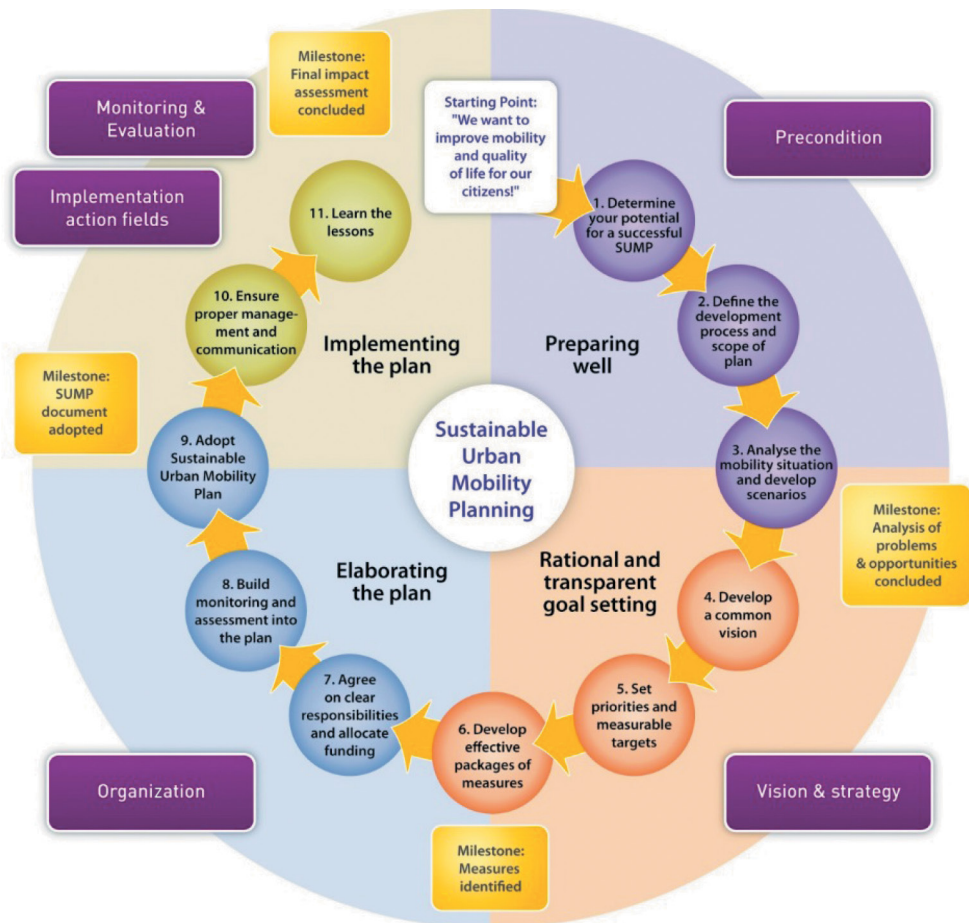 Milestone:
Final impact
assessment
concluded
Monitoring &
Evaluation
Implementation
action fields
Starting Point:
"We want to
improve mobility
and quality
of life for our
citizens!"
Precondition
1. Determine
your potential
for a successful
SUMP
2. Define the
development
process and
scope of
plan
3. Analyse the
mobility situation
and develop
scenarios
Preparing
well
Milestone:
Analysis of
problems
& opportunities
concluded
4. Develop
a common
vision
5. Set
priorities and
measurable
targets
6. Develop
effective
packages of
measures
Rational and
transparent
goal setting
Vision & strategy
Milestone:
Measures
identified
7. Agree
on clear
responsibilities
and allocate
funding
8. Build
monitoring and
assessment into
the plan
9. Adopt
Sustainable
Urban Mobility
Plan
Elaborating
the plan
Organization
Milestone:
SUMP
document
adopted
10. Ensure
proper manage-
ment and
communication
11. Learn the
lessons
Implementing
the plan
Sustainable
Urban
Mobility
Planning